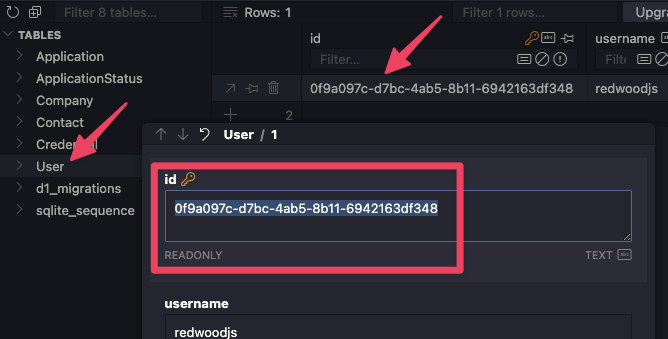 Filter 8 tables...
Rows: 1
Filter 1 rows...
Upgra
TABLES
Application
ApplicationStatus
Company
Contact
User
d1_migrations
sqlite_sequence
id
username
Filter...
Filte
0f9a097c-d7bc-4ab5-8b11-6942163df348
redwoodjs
2
User / 1
id
0f9a097c-d7bc-4ab5-8b11-6942163df348
READONLY
TEXT
username
redwoodjs